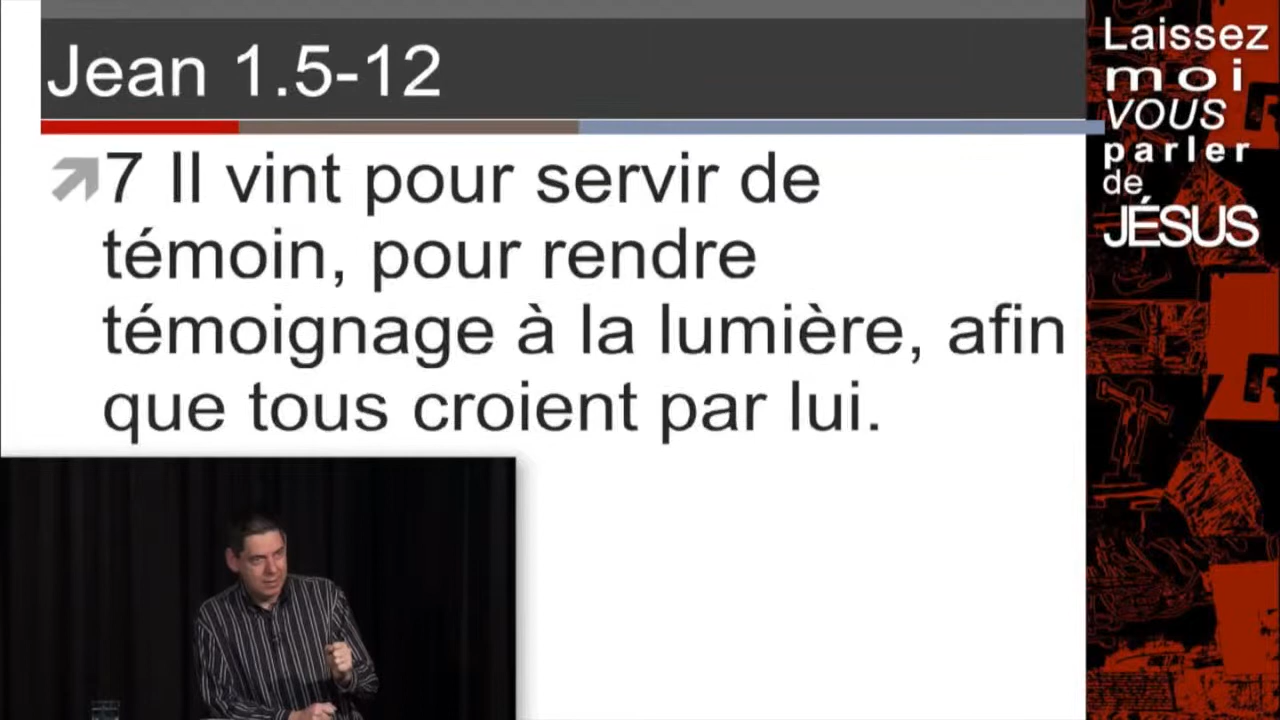 Jean 1.5-12
7 Il vint pour servir de
témoin, pour rendre
témoignage à la lumière, afin
que tous croient par lui.
Laissez
moi
vous
parler
de
JÉSUS